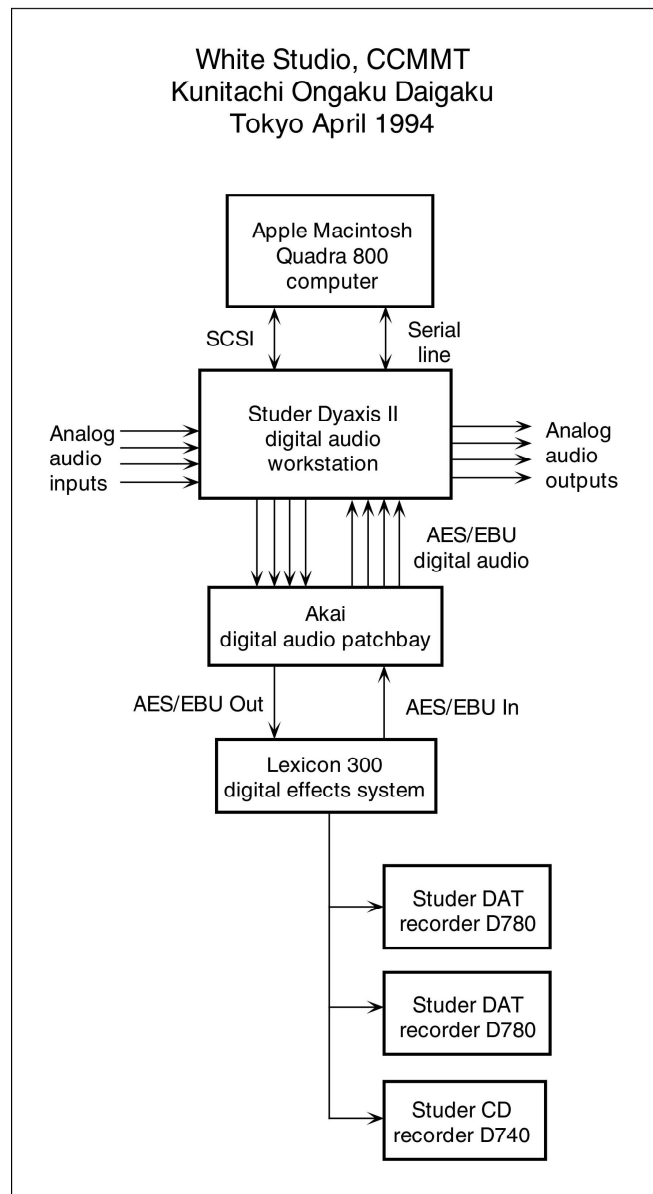 White Studio, CCMMT
Kunitachi Ongaku Daigaku
Tokyo April 1994
Apple Macintosh
Quadra 800
computer
SCSI
Serial
line
Analog
audio
inputs
Studer Dyaxis II
digital audio
workstation
Analog
audio
outputs
AES/EBU
digital audio
Akai
digital audio patchbay
AES/EBU Out
AES/EBU In
Lexicon 300
digital effects system
Studer DAT
recorder D780
Studer DAT
recorder D780
Studer CD
recorder D740